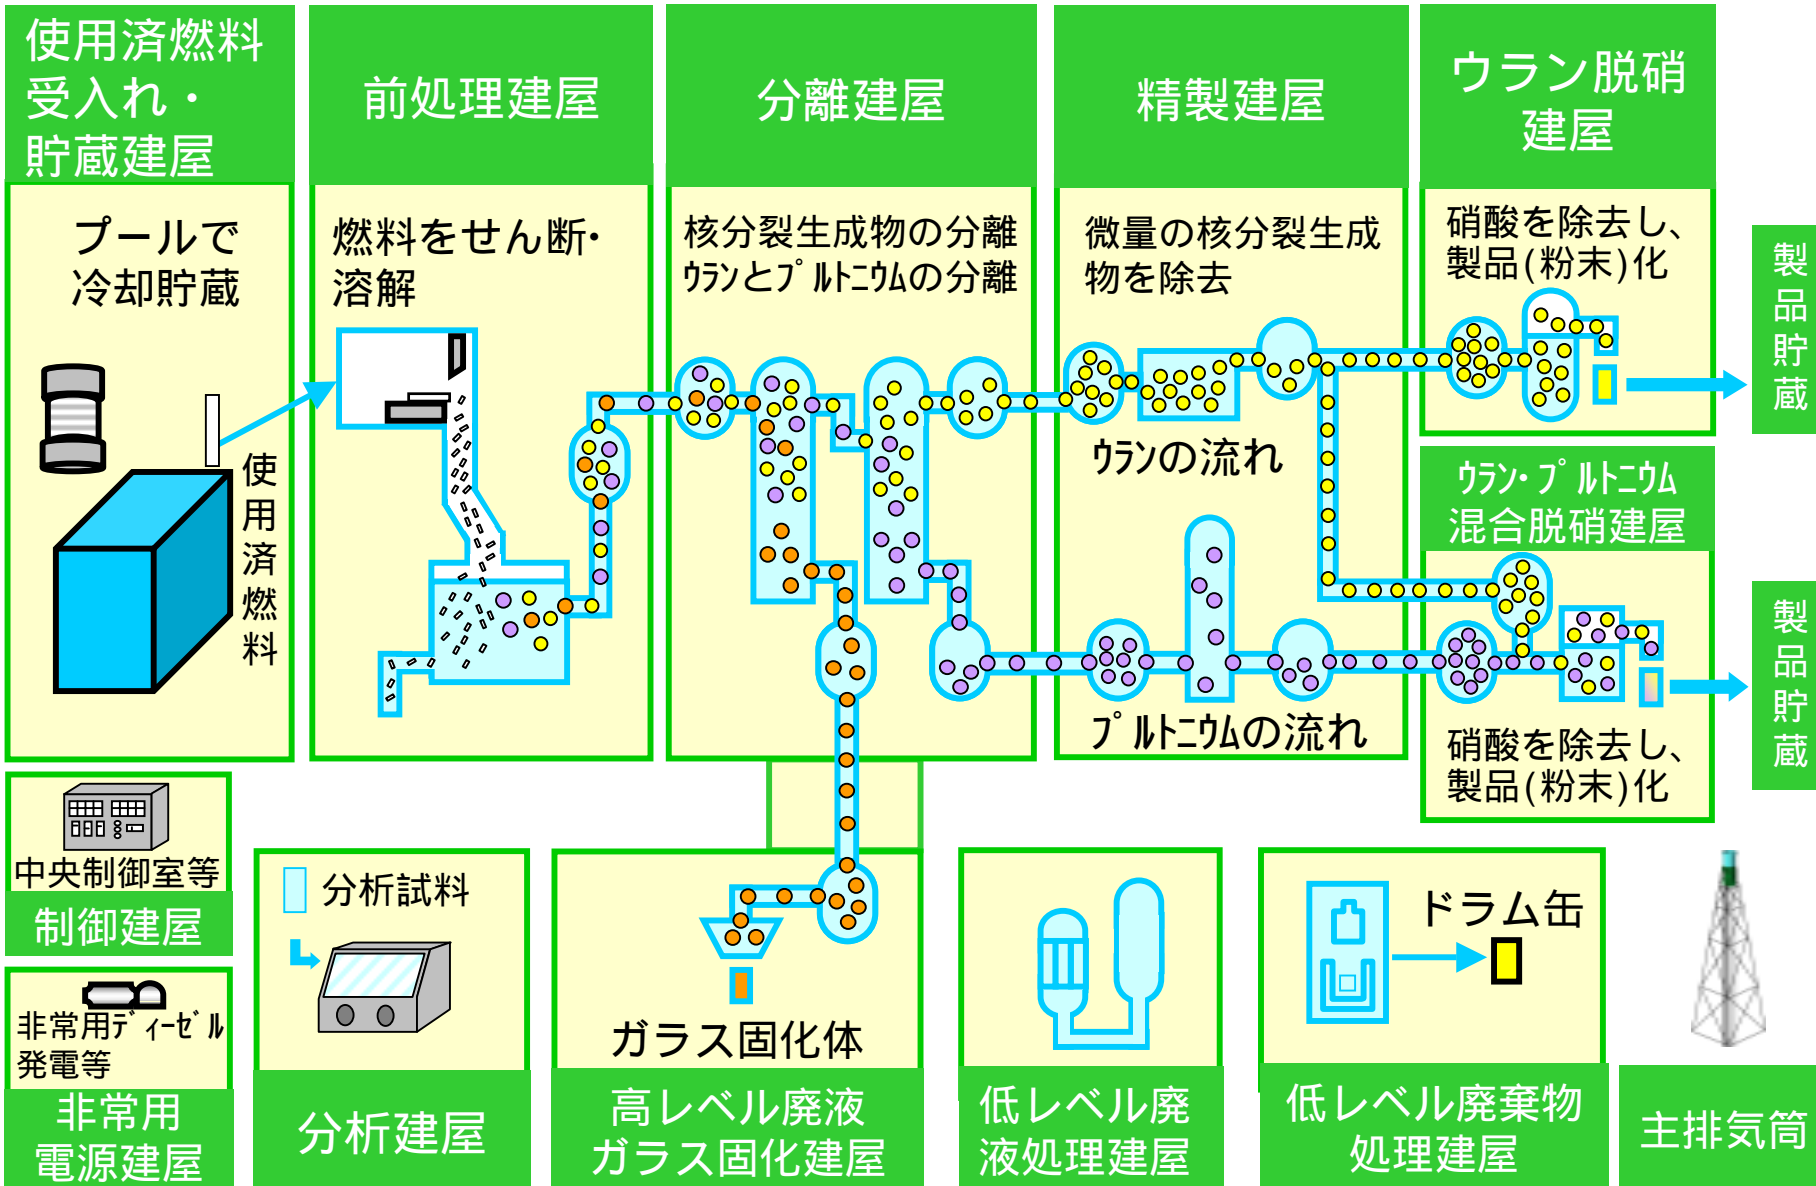 使用済燃料
受入れ・
貯蔵建屋
前処理建屋
分離建屋
精製建屋
ウラン脱硝
建屋
プールで
冷却貯蔵
使用済燃料
燃料をせん断・
溶解
核分裂生成物の分離
ｳﾗﾝとﾌﾟﾙﾄﾆｳﾑの分離
微量の核分裂生成
物を除去
ｳﾗﾝの流れ
ﾌﾟﾙﾄﾆｳﾑの流れ
硝酸を除去し、
製品(粉末)化
製品貯蔵
ｳﾗﾝ・ﾌﾟﾙﾄﾆｳﾑ
混合脱硝建屋
硝酸を除去し、
製品(粉末)化
製品貯蔵
中央制御室等
制御建屋
非常用ﾃﾞｨｰｾﾞﾙ
発電等
非常用
電源建屋
分析試料
分析建屋
ガラス固化体
高レベル廃液
ガラス固化建屋
低レベル廃
液処理建屋
ドラム缶
低レベル廃棄物
処理建屋
主排気筒